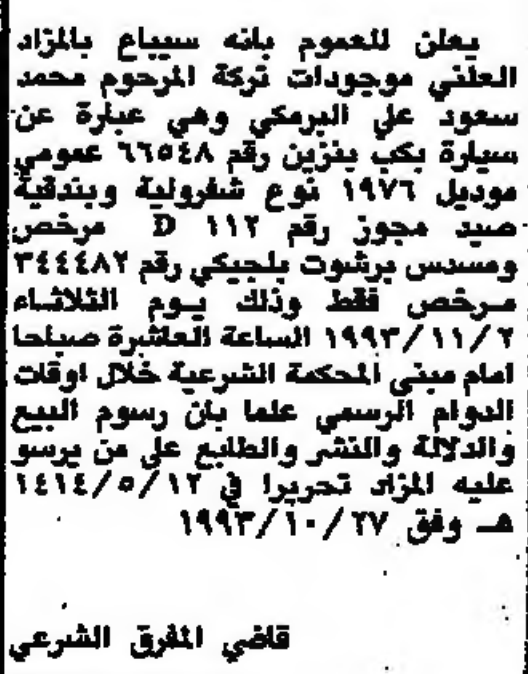 يعلن للعموم بانه سيباع بالمزاد
العلني موجودات تركة المرحوم محمد
سعود علي البرمكي وهي عبارة عن
سيارة بكب بنزين رقم ٦٦٥٤٨ عمومي
موديل ١٩٧٦ نوع شفرولية وبندقية
صيد مجوز رقم ١١٢ D مرخص
ومسدس برشوت بلجيكي رقم ٣٤٤٤٨٢
مرخص فقط وذلك يوم الثلاثاء
١٩٩٣/١١/٢ الساعة العاشرة صباحا
امام مبنى المحكمة الشرعية خلال اوقات
الدوام الرسمي علما بان رسوم البيع
والدلالة والنشر والطابع على من يرسو
عليه المزاد تحريرا في ١٤١٤/٥/١٢
هـ وفق ١٩٩٣/١٠/٢٧
قاضي المفرق الشرعي